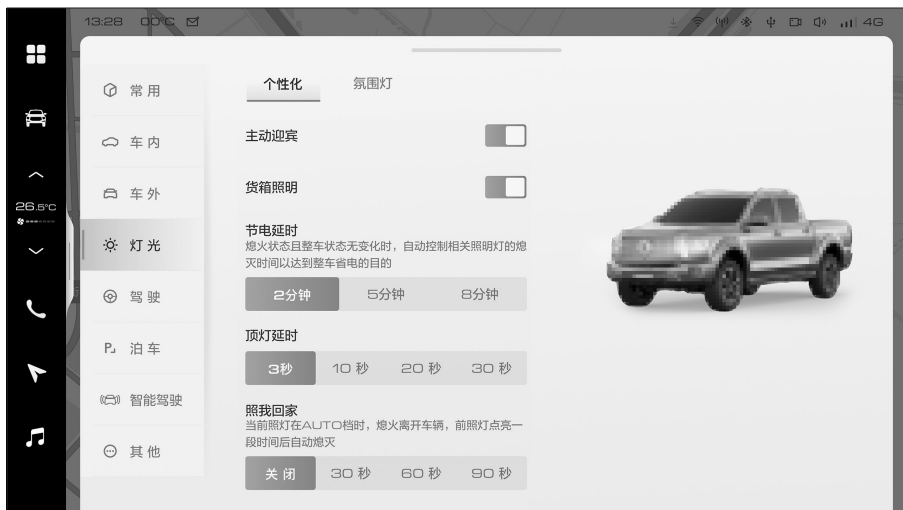 13:28 00°C
4G
26.5°C
常用
车内
车外
灯光
驾驶
P 泊车
智能驾驶
其他
个性化 氛围灯
主动迎宾
货箱照明
节电延时
熄火状态且整车状态无变化时，自动控制相关照明灯的熄
灭时间以达到整车省电的目的
2分钟 5分钟 8分钟
顶灯延时
3秒 10 秒 20 秒 30 秒
照我回家
当前照灯在AUTO档时，熄火离开车辆，前照灯点亮一
段时间后自动熄灭
关闭 30 秒 60 秒 90 秒